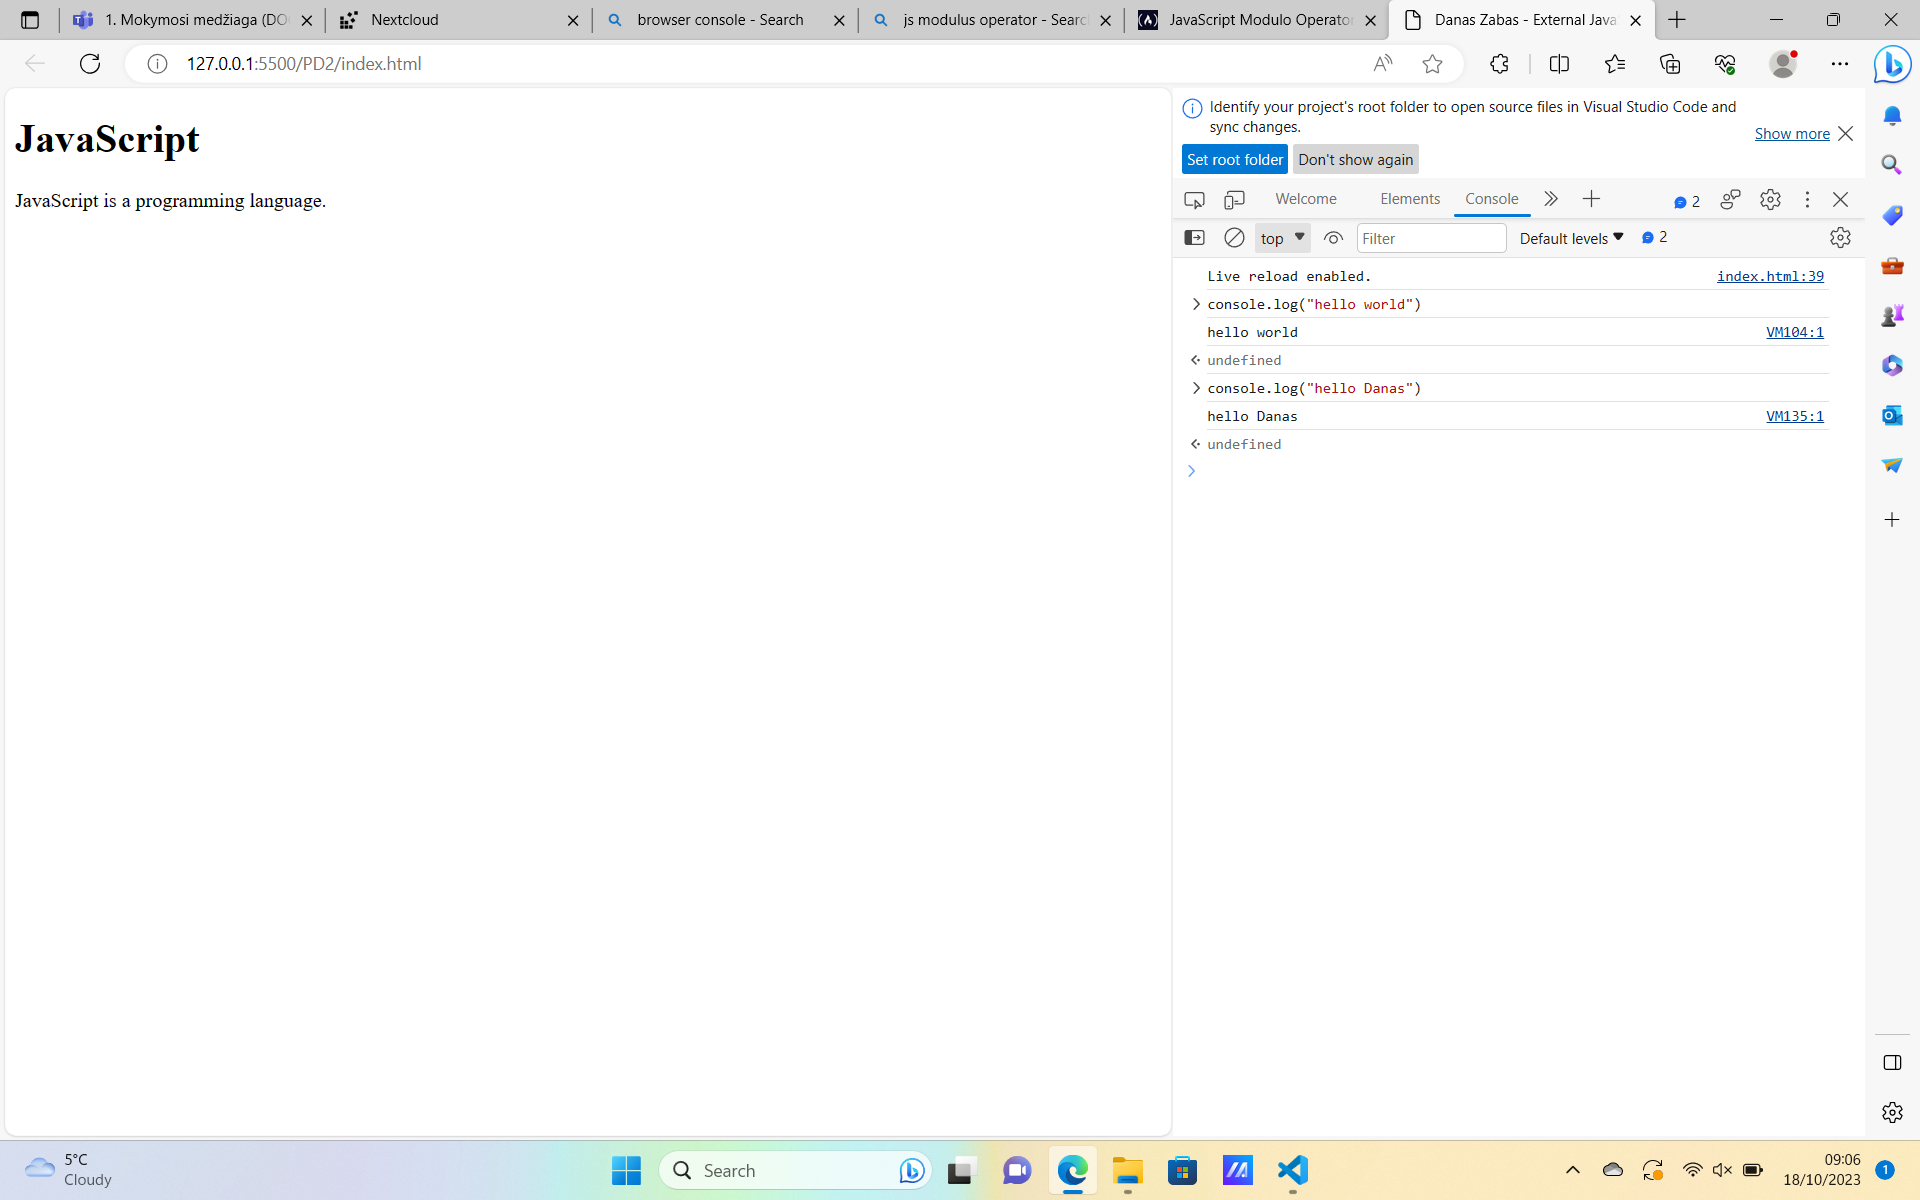 1. Mokymosi medžiaga (DO
Nextcloud
browser console - Search
js modulus operator - Searc
JavaScript Modulo Operator
Danas Zabas - External Java
127.0.0.1:5500/PD2/index.html
JavaScript
JavaScript is a programming language.
Identify your project's root folder to open source files in Visual Studio Code and
sync changes.
Show more
Set root folder
Don't show again
Welcome
Elements
Console
2
top
Filter
Default levels
2
Live reload enabled.
index.html:39
console.log("hello world")
hello world
VM104:1
undefined
console.log("hello Danas")
hello Danas
VM135:1
undefined
5°C
Cloudy
Search
09:06
18/10/2023
1